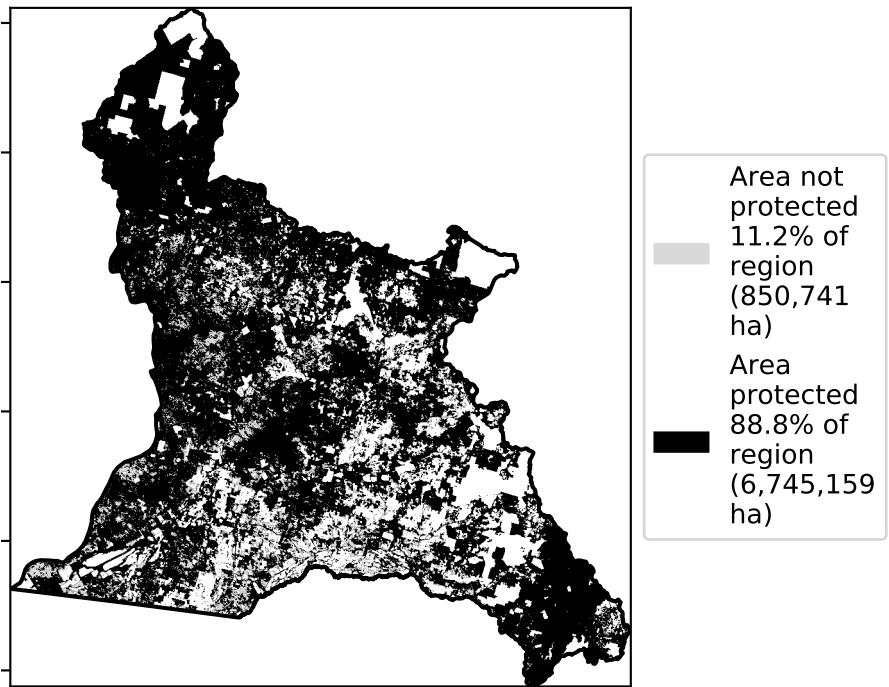 Area not
protected
11.2% of
region
(850,741
ha)
Area
protected
88.8% of
region
(6,745,159
ha)